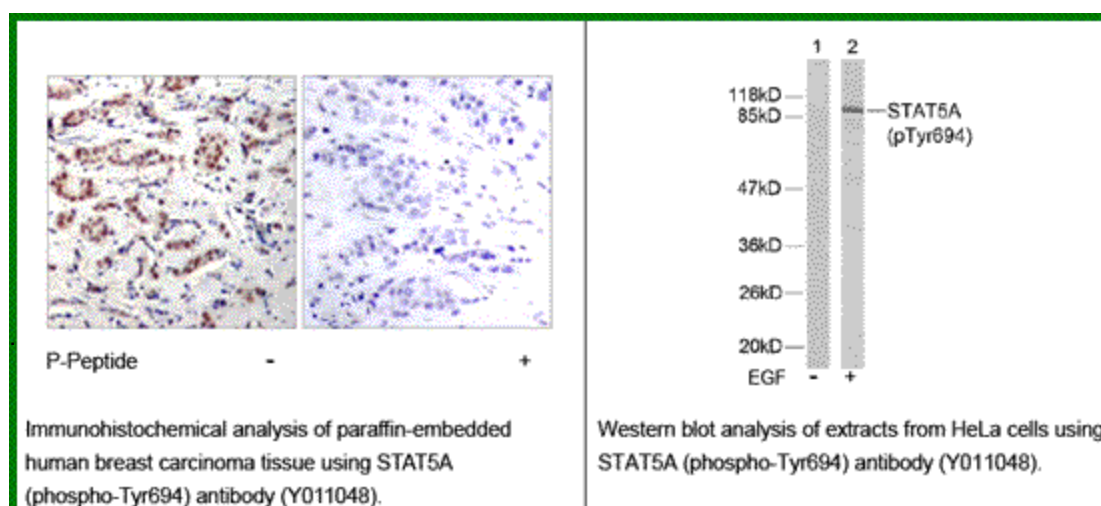 P-Peptide - +
Immunohistochemical analysis of paraffin-embedded
human breast carcinoma tissue using STAT5A
(phospho-Tyr694) antibody (Y011048).
1 2
118kD
85kD
STAT5A
(pTyr694)
47kD
36kD
26kD
20kD
EGF - +
Western blot analysis of extracts from HeLa cells using
STAT5A (phospho-Tyr694) antibody (Y011048).